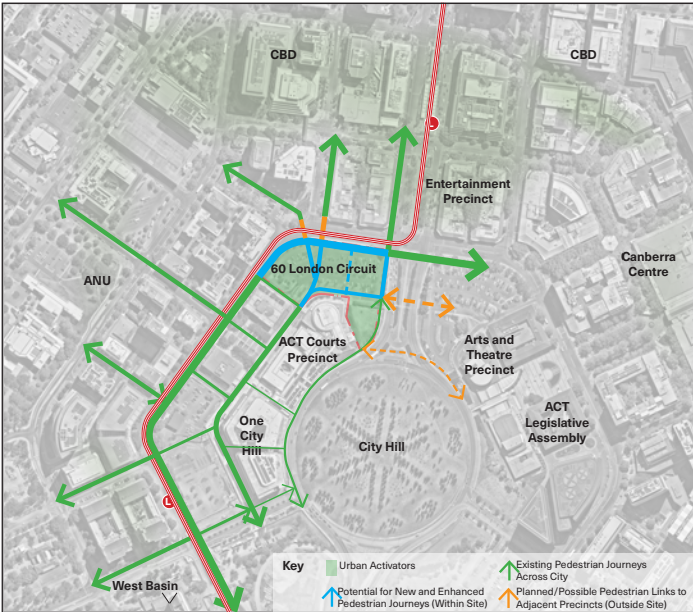 CBD
CBD
L
Entertainment
Precinct
Canberra
Centre
60 London Circuit
ANU
ACT Courts
Precinct
Arts and
Theatre
Precinct
ACT
Legislative
Assembly
One
City
Hill
City Hill
L
West Basin
Key
Urban Activators
Existing Pedestrian Journeys
Across City
Potential for New and Enhanced
Pedestrian Journeys (Within Site)
Planned/Possible Pedestrian Links to
Adjacent Precincts (Outside Site)